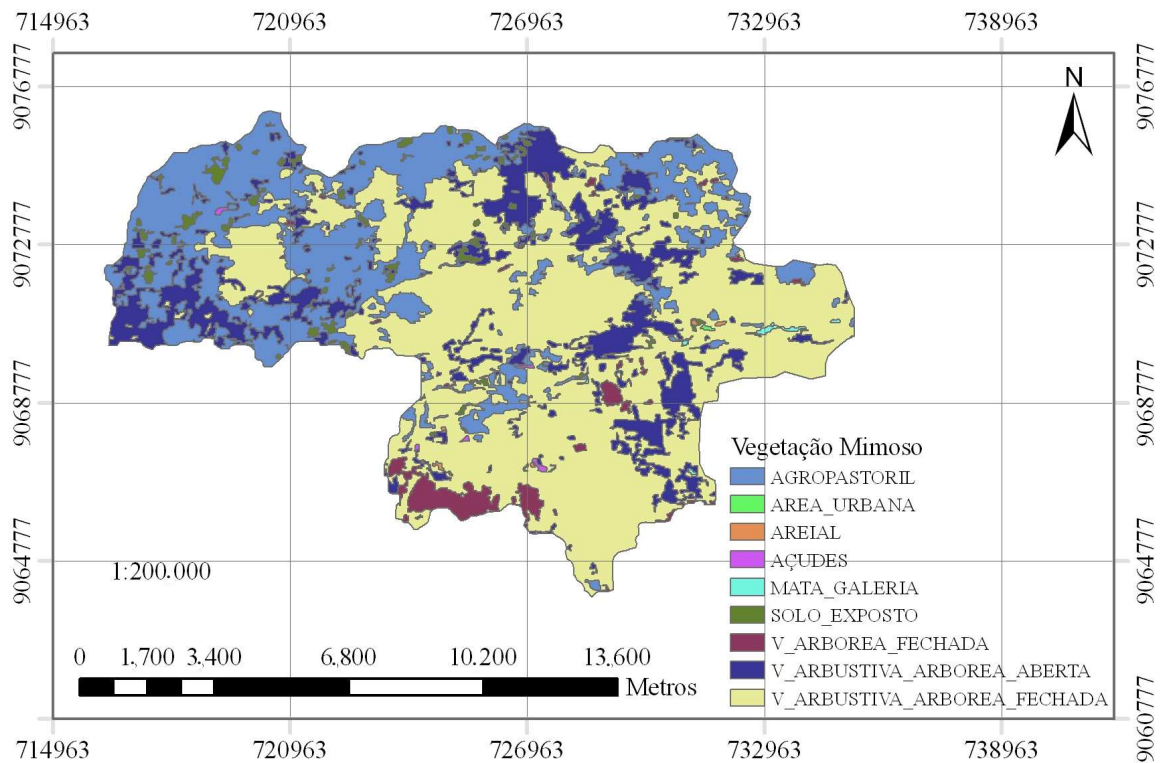 714963 720963 726963 732963 738963
9076777 9076777
N
9072777 9072777
9068777 9068777
Vegetação Mimoso
AGROPASTORIL
AREA_URBANA
AREIAL
AÇUDES
MATA_GALERIA
SOLO_EXPOSTO
V_ARBOREA_FECHADA
V_ARBUSTIVA_ARBOREA_ABERTA
V_ARBUSTIVA_ARBOREA_FECHADA
9064777 9064777
1:200.000
0 1.700 3.400 6.800 10.200 13.600
Metros
9060777 9060777
714963 720963 726963 732963 738963